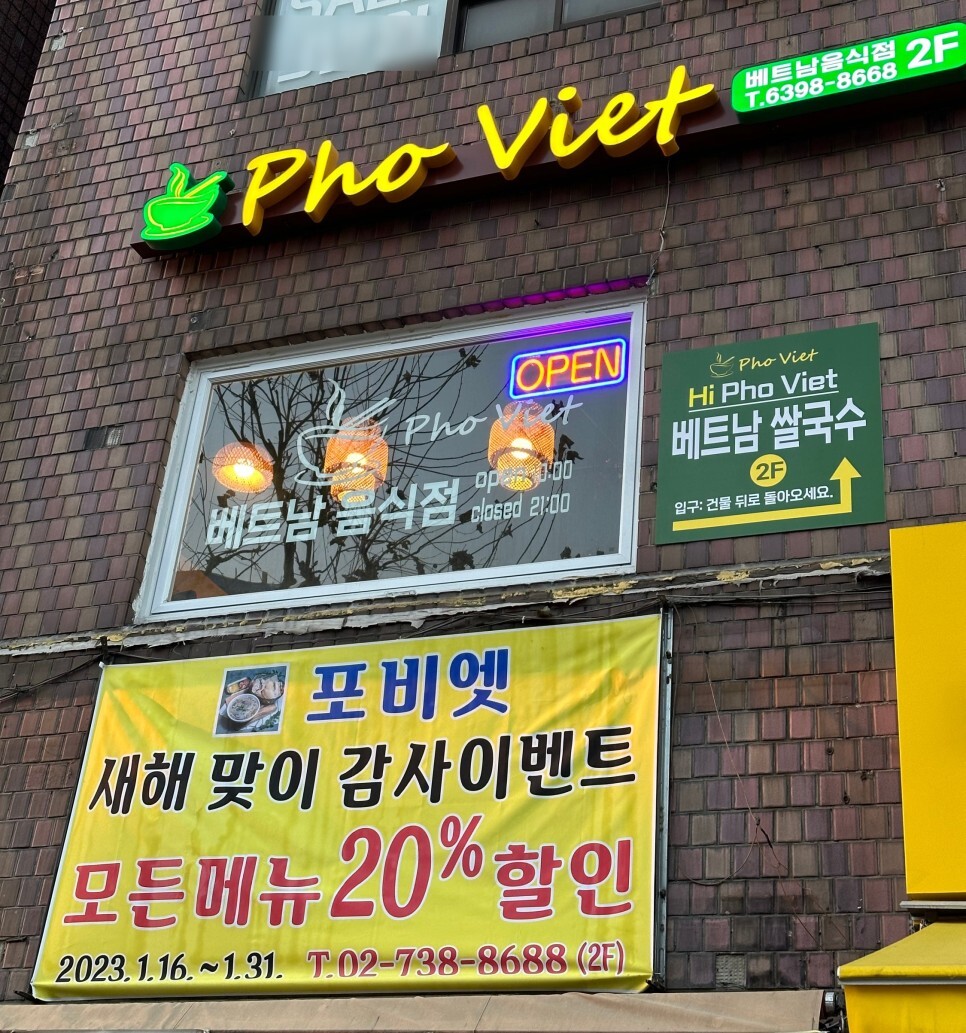 Pho Viet
베트남음식점 2F
T.6398-8668
OPEN
Pho Viet
베트남 음식점
closed 21:00
Pho Viet
Hi Pho Viet
베트남 쌀국수
2F
입구: 건물 뒤로 돌아오세요.
포비엣
새해 맞이 감사이벤트
모든메뉴 20% 할인
2023.1.16.~1.31. T.02-738-8688 (2F)